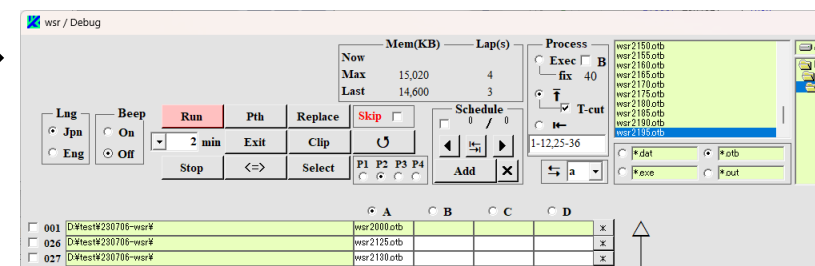 wsr / Debug
Mem(KB) Lap(s)
Now
Max 15,020 4
Last 14,600 3
Process
Exec B
fix 40
T
T-cut
1-12,25-36
a
wsr2150.otb
wsr2155.otb
wsr2160.otb
wsr2165.otb
wsr2170.otb
wsr2175.otb
wsr2180.otb
wsr2185.otb
wsr2190.otb
wsr2195.otb
*.dat *.otb
*.exe *.out
Lng
Jpn
Eng
Beep
On
Off
Run Pth Replace Skip
2 min Exit Clip
Stop <=> Select P1 P2 P3 P4
Schedule
0 / 0
Add
A B C D
001 D:¥test¥230706-wsr¥ wsr2000.otb x
026 D:¥test¥230706-wsr¥ wsr2125.otb x
027 D:¥test¥230706-wsr¥ wsr2130.otb x